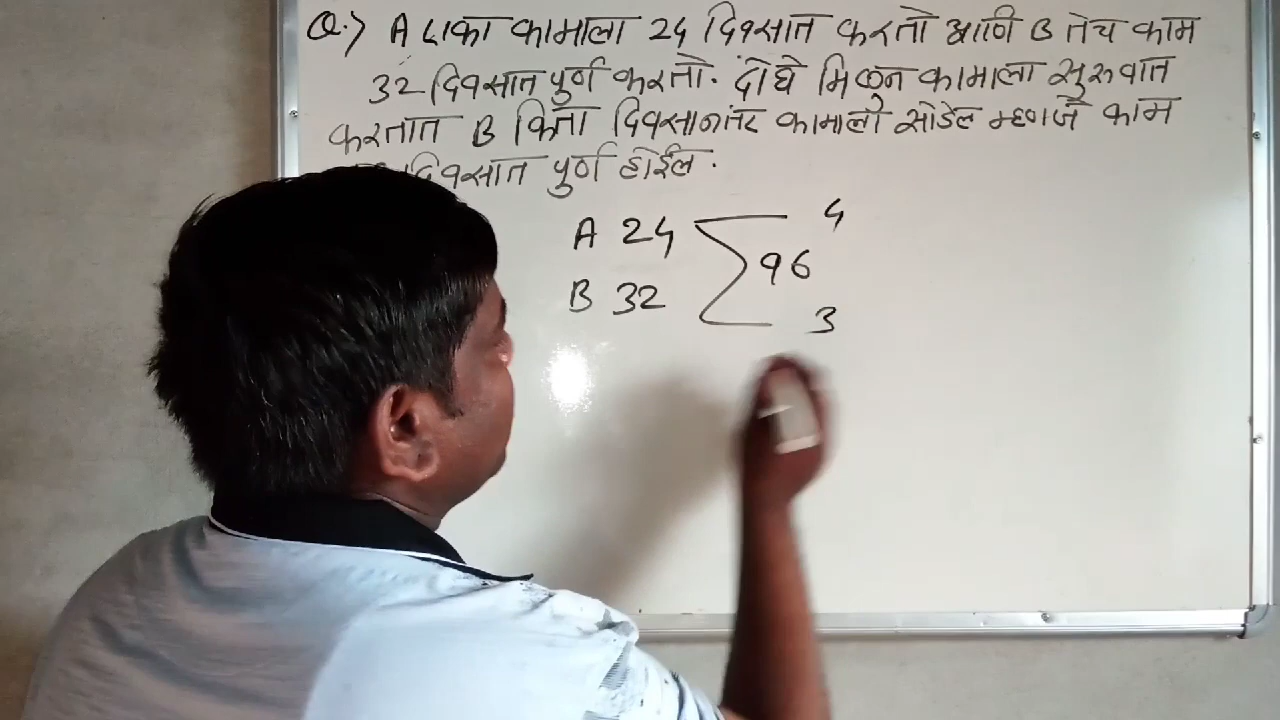 Q.> A एका कामाला 24 दिवसात करतो आणि B तेच काम
32 दिवसात पुर्ण करतो. दोघे मिळुन कामाला सुरुवात
करतात B किती दिवसानंतर कामाला सोडेल म्हणजे काम
दिवसात पुर्ण होईल.
A 24 4
96
B 32 3